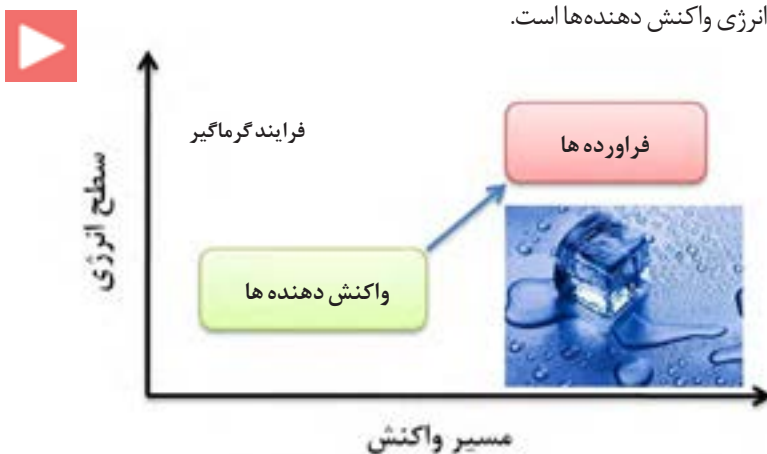 انرژی واکنش دهنده‌ها است.
فرایند گرماگیر
فراورده ها
واکنش دهنده ها
سطح انرژی
مسیر واکنش